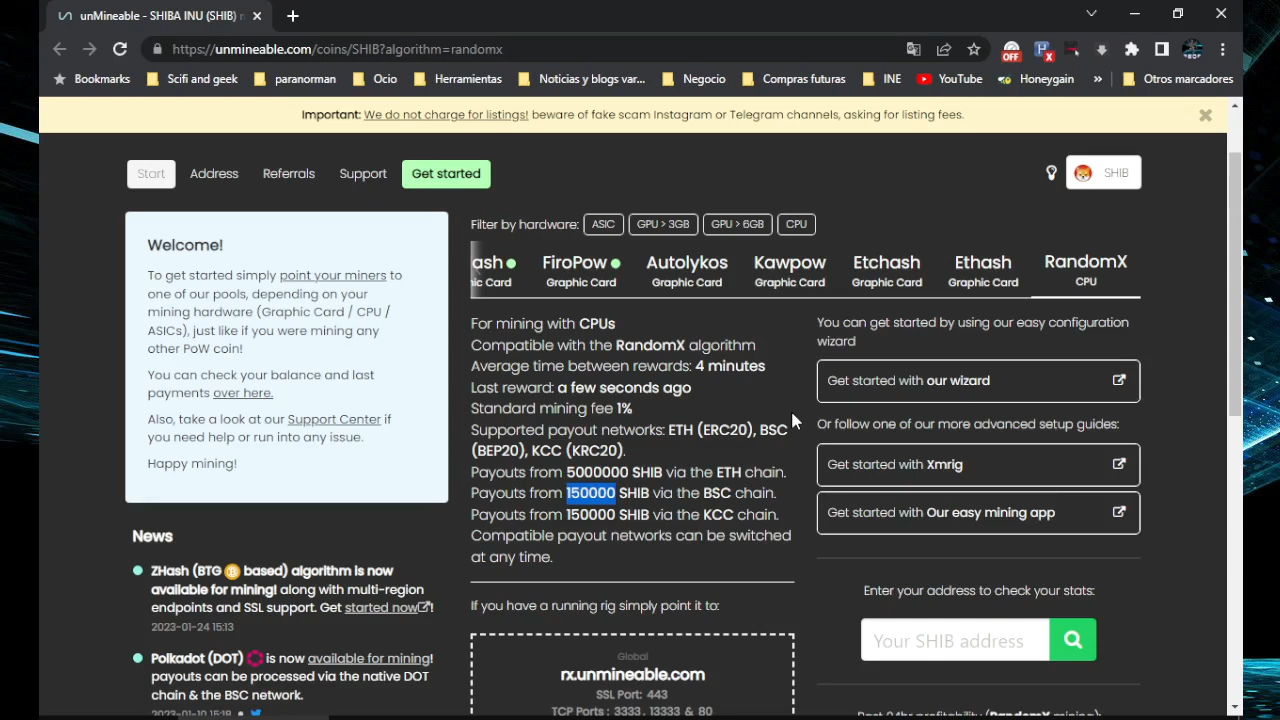 unMineable - SHIBA INU (SHIB)
https://unmineable.com/coins/SHIB?algorithm=randomx
OFF
Bookmarks Scifi and geek paranorman Ocio Herramientas Noticias y blogs var... Negocio Compras futuras INE YouTube Honeygain » Otros marcadores
Important: We do not charge for listings! beware of fake scam Instagram or Telegram channels, asking for listing fees.
Start Address Referrals Support Get started
SHIB
Welcome!
To get started simply point your miners to
one of our pools, depending on your
mining hardware (Graphic Card / CPU /
ASICs), just like if you were mining any
other PoW coin!
You can check your balance and last
payments over here.
Also, take a look at our Support Center if
you need help or run into any issue.
Happy mining!
News
ZHash (BTG based) algorithm is now
available for mining! along with multi-region
endpoints and SSL support. Get started now!
2023-01-24 15:13
Polkadot (DOT) is now available for mining!
payouts can be processed via the native DOT
chain & the BSC network.
2023-01-10 15:18
Filter by hardware: ASIC GPU > 3GB GPU > 6GB CPU
ash FiroPow Autolykos Kawpow Etchash Ethash RandomX
ic Card Graphic Card Graphic Card Graphic Card Graphic Card Graphic Card CPU
For mining with CPUs
Compatible with the RandomX algorithm
Average time between rewards: 4 minutes
Last reward: a few seconds ago
Standard mining fee 1%
Supported payout networks: ETH (ERC20), BSC
(BEP20), KCC (KRC20).
Payouts from 5000000 SHIB via the ETH chain.
Payouts from 150000 SHIB via the BSC chain.
Payouts from 150000 SHIB via the KCC chain.
Compatible payout networks can be switched
at any time.
If you have a running rig simply point it to:
Global
rx.unmineable.com
SSL Port: 443
TCP Ports : 3333, 13333 & 80
You can get started by using our easy configuration
wizard
Get started with our wizard
Or follow one of our more advanced setup guides:
Get started with Xmrig
Get started with Our easy mining app
Enter your address to check your stats:
Your SHIB address
Past 24hr profitability (RandomX mining):